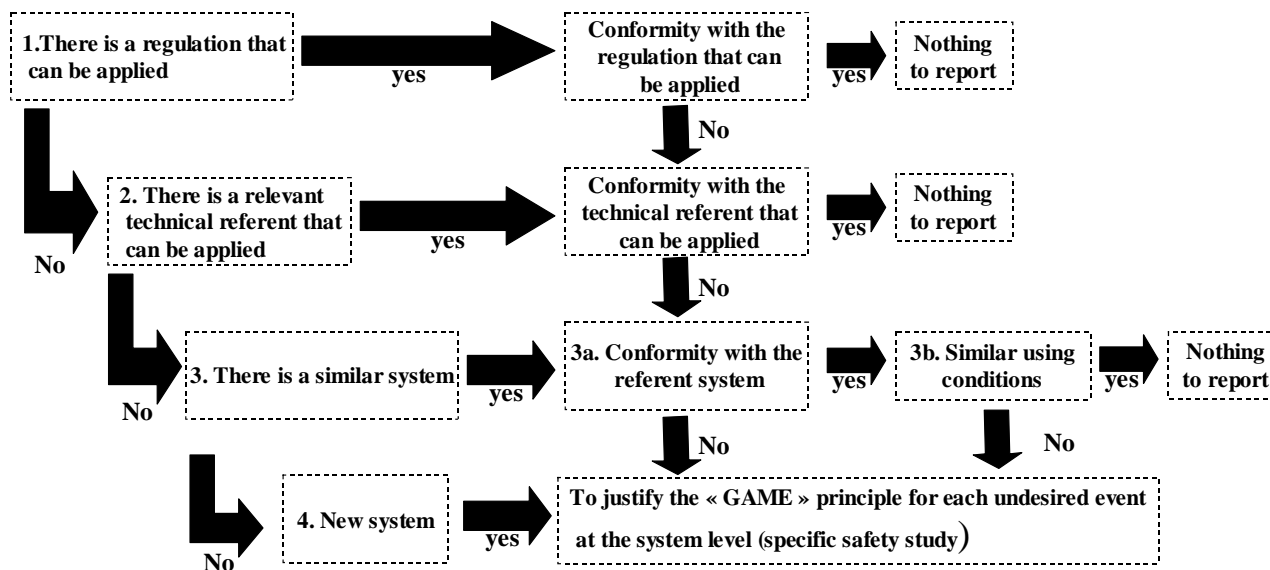 1.There is a regulation that
can be applied
yes
Conformity with the
regulation that can
be applied
yes
Nothing
to report
No
No
2. There is a relevant
technical referent that
can be applied
yes
Conformity with the
technical referent that
can be applied
yes
Nothing
to report
No
No
3. There is a similar system
yes
3a. Conformity with the
referent system
yes
3b. Similar using
conditions
yes
Nothing
to report
No
No
No
4. New system
yes
To justify the « GAME » principle for each undesired event
at the system level (specific safety study)